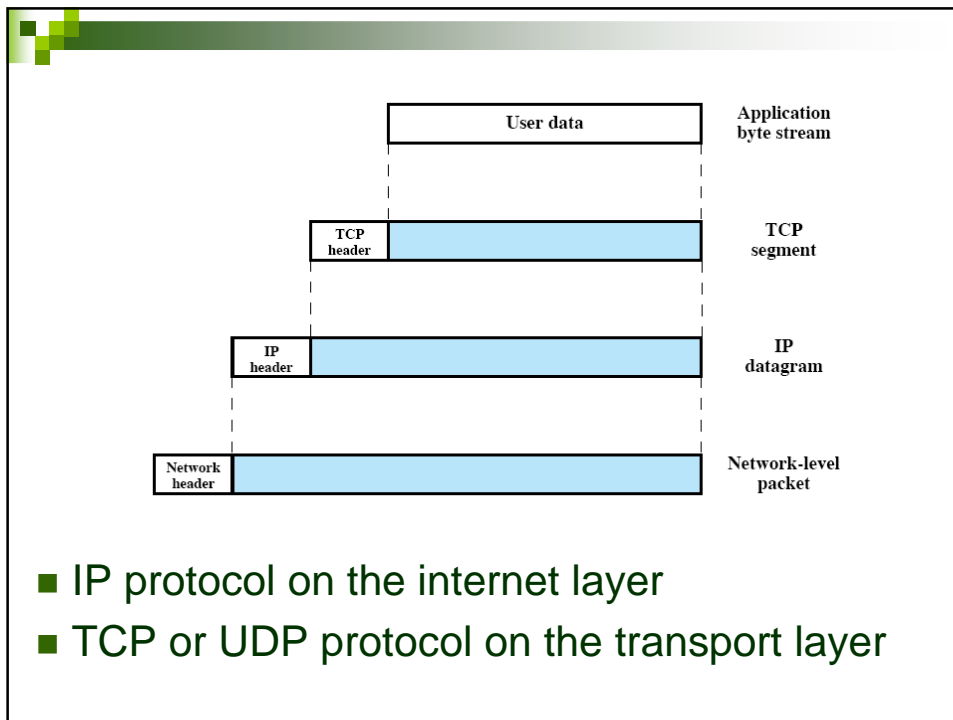 User data
Application
byte stream
TCP
header
TCP
segment
IP
header
IP
datagram
Network
header
Network-level
packet
IP protocol on the internet layer
TCP or UDP protocol on the transport layer